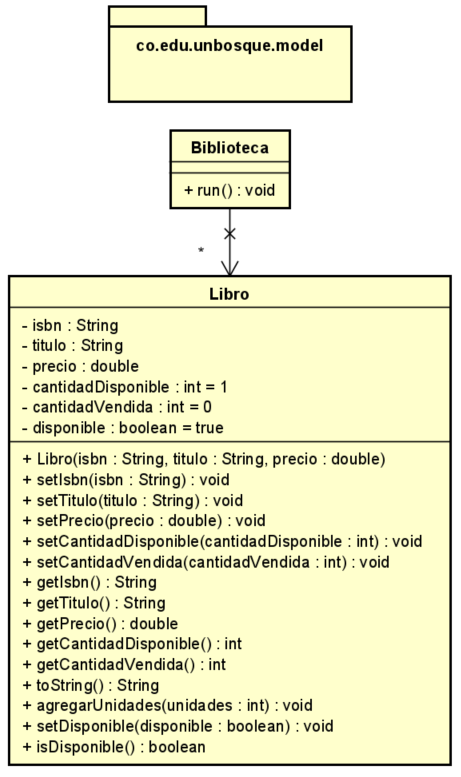 co.edu.unbosque.model
Biblioteca
+ run() : void
*
Libro
- isbn : String
- titulo : String
- precio : double
- cantidadDisponible : int = 1
- cantidadVendida : int = 0
- disponible : boolean = true
+ Libro(isbn : String, titulo : String, precio : double)
+ setIsbn(isbn : String) : void
+ setTitulo(titulo : String) : void
+ setPrecio(precio : double) : void
+ setCantidadDisponible(cantidadDisponible : int) : void
+ setCantidadVendida(cantidadVendida : int) : void
+ getIsbn() : String
+ getTitulo() : String
+ getPrecio() : double
+ getCantidadDisponible() : int
+ getCantidadVendida() : int
+ toString() : String
+ agregarUnidades(unidades : int) : void
+ setDisponible(disponible : boolean) : void
+ isDisponible() : boolean